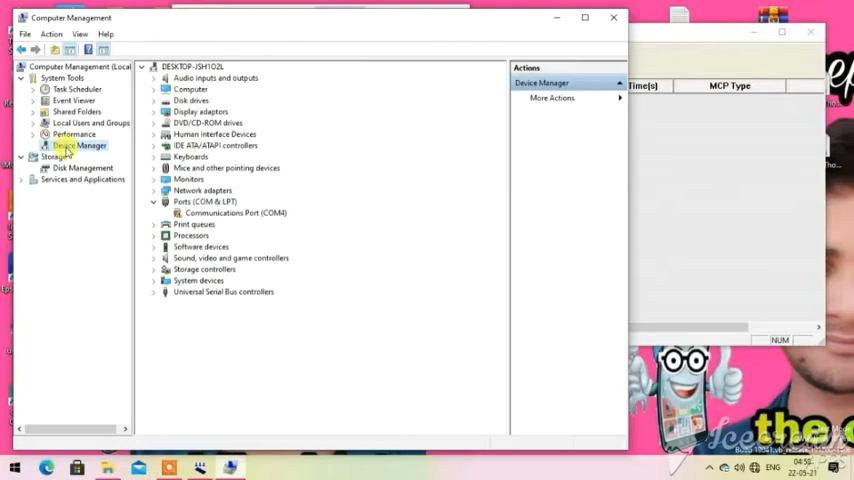 Computer Management
File Action View Help
Computer Management (Local
System Tools
Task Scheduler
Event Viewer
Shared Folders
Local Users and Groups
Performance
Device Manager
Storage
Disk Management
Services and Applications
DESKTOP-JSH1O2L
Audio inputs and outputs
Computer
Disk drives
Display adaptors
DVD/CD-ROM drives
Human Interface Devices
IDE ATA/ATAPI controllers
Keyboards
Mice and other pointing devices
Monitors
Network adapters
Ports (COM & LPT)
Communications Port (COM4)
Print queues
Processors
Software devices
Sound, video and game controllers
Storage controllers
System devices
Universal Serial Bus controllers
Actions
Device Manager
More Actions
Time(s) MCP Type
NUM
the
ENG
22-05-21